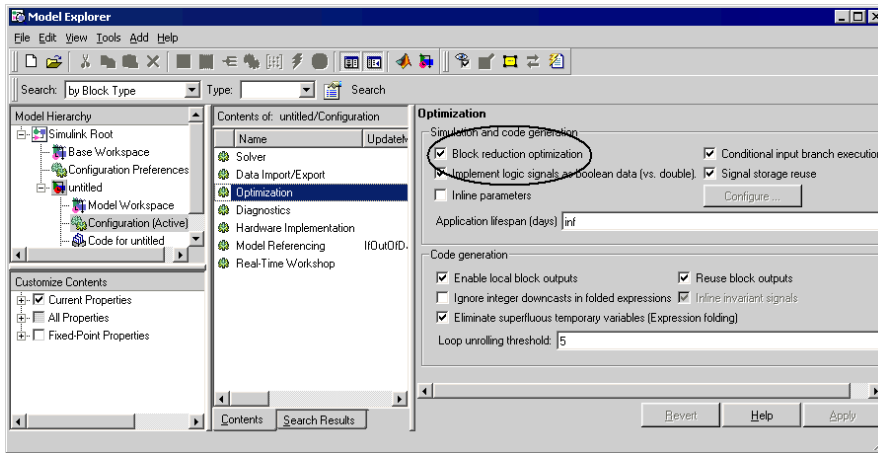 Model Explorer
File Edit View Tools Add Help
Search: by Block Type Type: Search
Model Hierarchy
Simulink Root
Base Workspace
Configuration Preferences
untitled
Model Workspace
Configuration (Active)
Code for untitled
Customize Contents
Current Properties
All Properties
Fixed-Point Properties
Contents of: untitled/Configuration
Name
Solver
Data Import/Export
Optimization
Diagnostics
Hardware Implementation
Model Referencing IfOutOfD
Real-Time Workshop
Contents Search Results
Optimization
Simulation and code generation
Block reduction optimization Conditional input branch execution
Implement logic signals as boolean data (vs. double). Signal storage reuse
Inline parameters Configure ...
Application lifespan (days) inf
Code generation
Enable local block outputs Reuse block outputs
Ignore integer downcasts in folded expressions Inline invariant signals
Eliminate superfluous temporary variables (Expression folding)
Loop unrolling threshold: 5
Revert Help Apply